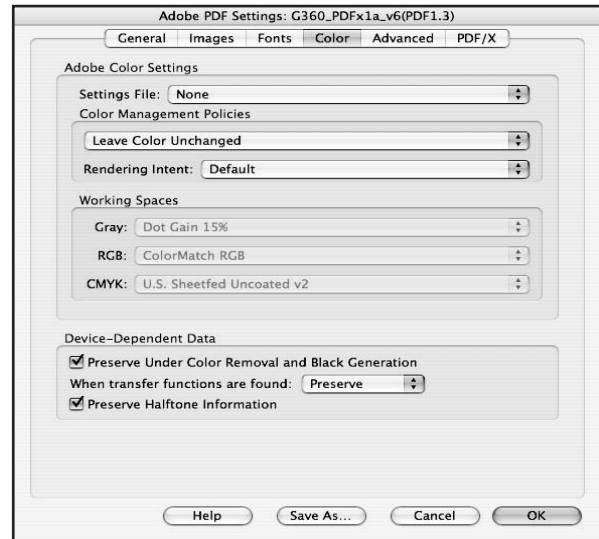 Adobe PDF Settings: G360_PDFx1a_v6(PDF1.3)
General Images Fonts Color Advanced PDF/X
Adobe Color Settings
Settings File: None
Color Management Policies
Leave Color Unchanged
Rendering Intent: Default
Working Spaces
Gray: Dot Gain 15%
RGB: ColorMatch RGB
CMYK: U.S. Sheetfed Uncoated v2
Device-Dependent Data
Preserve Under Color Removal and Black Generation
When transfer functions are found: Preserve
Preserve Halftone Information
Help Save As... Cancel OK